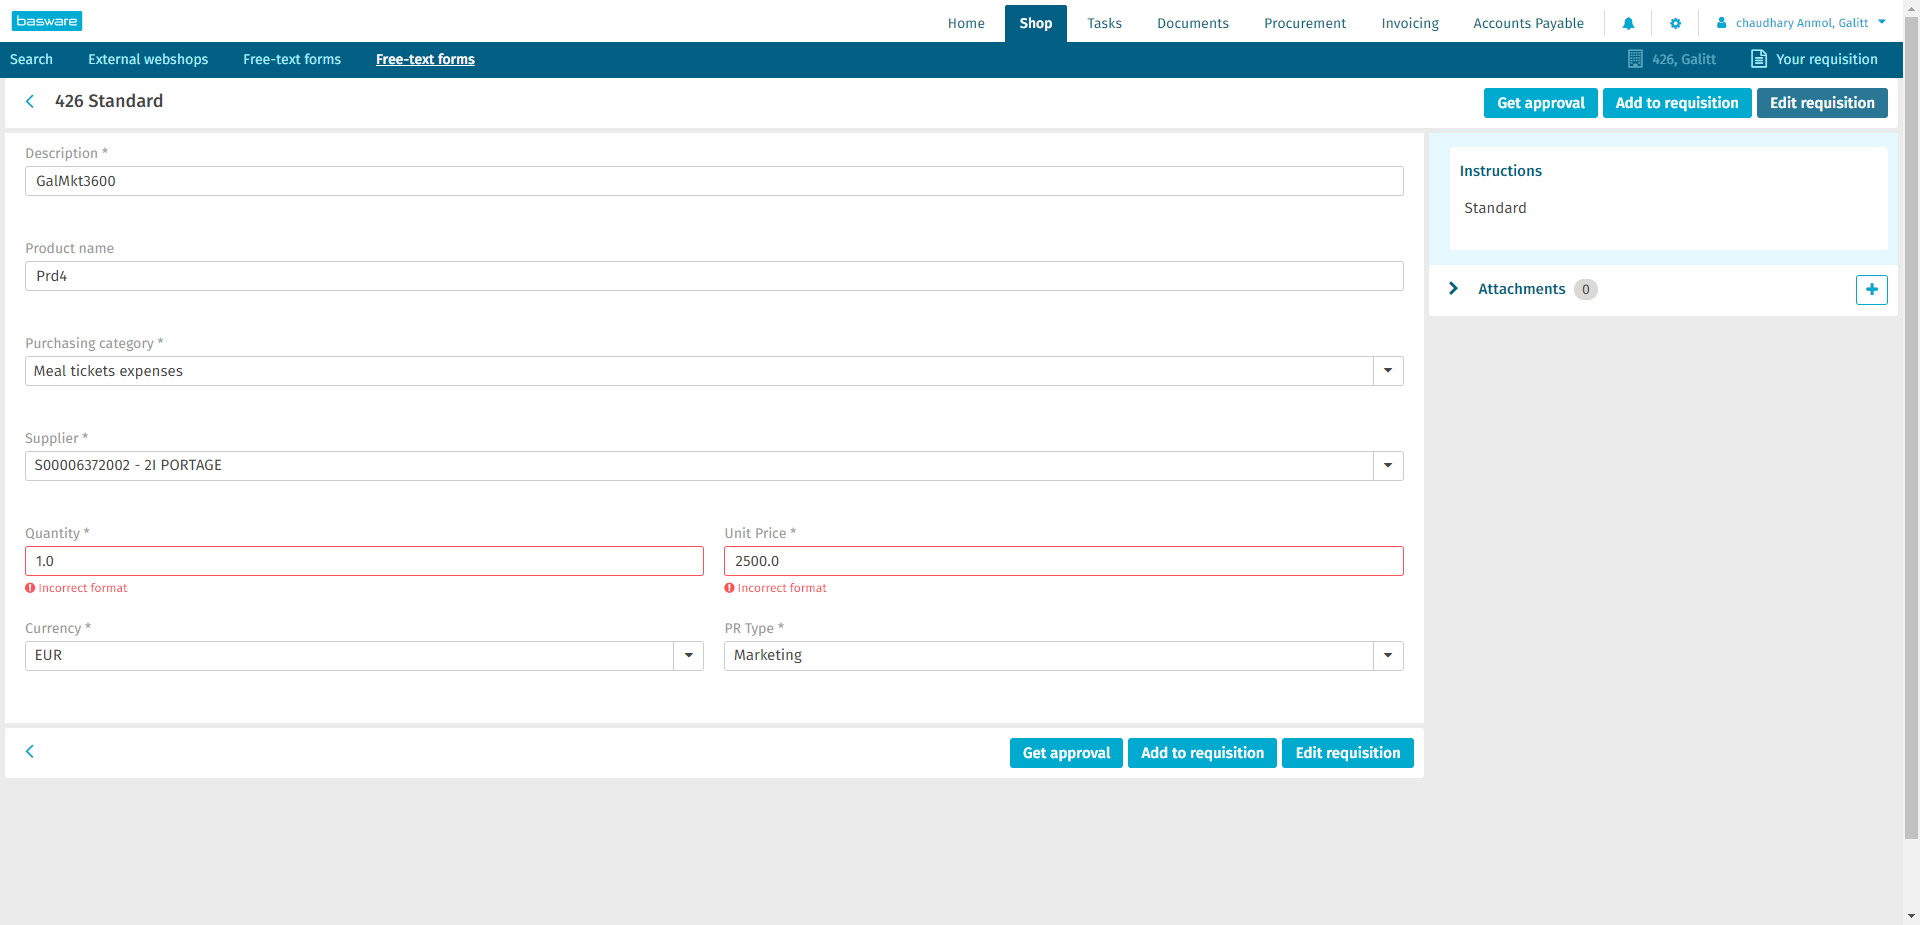 basware
Home
Shop
Tasks
Documents
Procurement
Invoicing
Accounts Payable
chaudhary Anmol, Galitt
Search
External webshops
Free-text forms
Free-text forms
426, Galitt
Your requisition
426 Standard
Get approval
Add to requisition
Edit requisition
Description *
GalMkt3600
Product name
Prd4
Purchasing category *
Meal tickets expenses
Supplier *
S00006372002 - 2I PORTAGE
Quantity *
1.0
Incorrect format
Unit Price *
2500.0
Incorrect format
Currency *
EUR
PR Type *
Marketing
Get approval
Add to requisition
Edit requisition
Instructions
Standard
Attachments
0